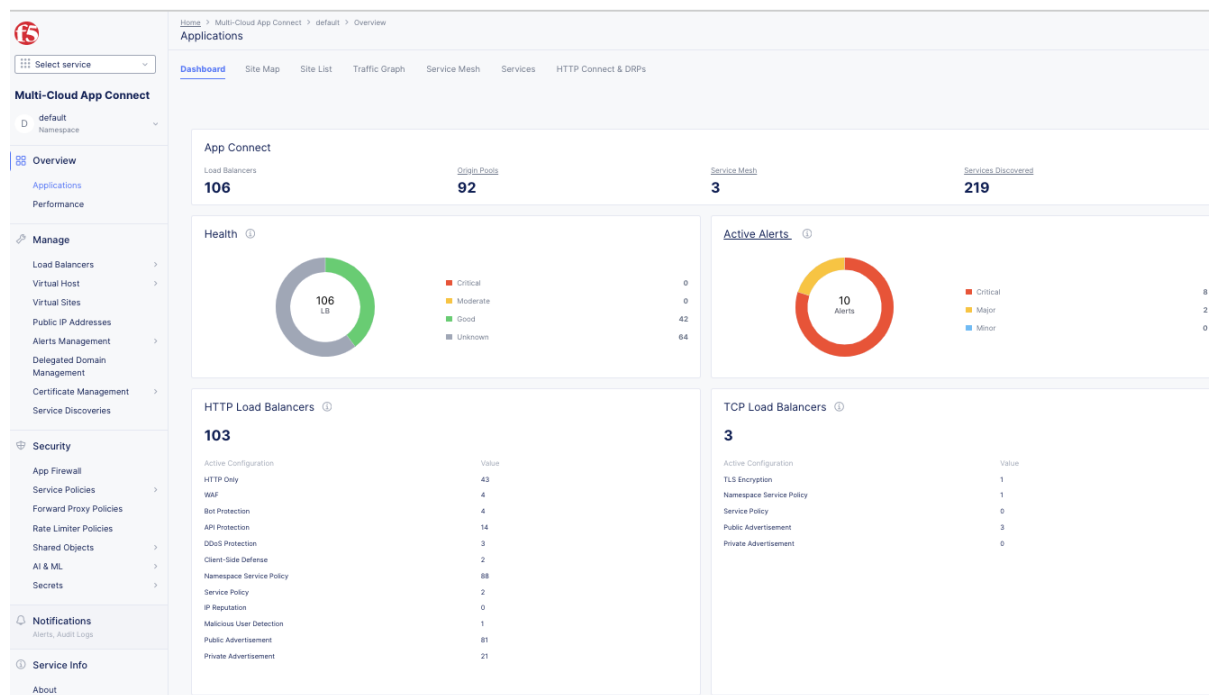 f5
Select service
Multi-Cloud App Connect
D default
Namespace
Overview
Applications
Performance
Manage
Load Balancers
Virtual Host
Virtual Sites
Public IP Addresses
Alerts Management
Delegated Domain
Management
Certificate Management
Service Discoveries
Security
App Firewall
Service Policies
Forward Proxy Policies
Rate Limiter Policies
Shared Objects
AI & ML
Secrets
Notifications
Alerts, Audit Logs
Service Info
About
Home > Multi-Cloud App Connect > default > Overview
Applications
Dashboard Site Map Site List Traffic Graph Service Mesh Services HTTP Connect & DRPs
App Connect
Load Balancers Origin Pools Service Mesh Services Discovered
106 92 3 219
Health
106
LB
Critical 0
Moderate 0
Good 42
Unknown 64
Active Alerts
10
Alerts
Critical 8
Major 2
Minor 0
HTTP Load Balancers
103
Active Configuration Value
HTTP Only 43
WAF 4
Bot Protection 4
API Protection 14
DDoS Protection 3
Client-Side Defense 2
Namespace Service Policy 88
Service Policy 2
IP Reputation 0
Malicious User Detection 1
Public Advertisement 81
Private Advertisement 21
TCP Load Balancers
3
Active Configuration Value
TLS Encryption 1
Namespace Service Policy 1
Service Policy 0
Public Advertisement 3
Private Advertisement 0